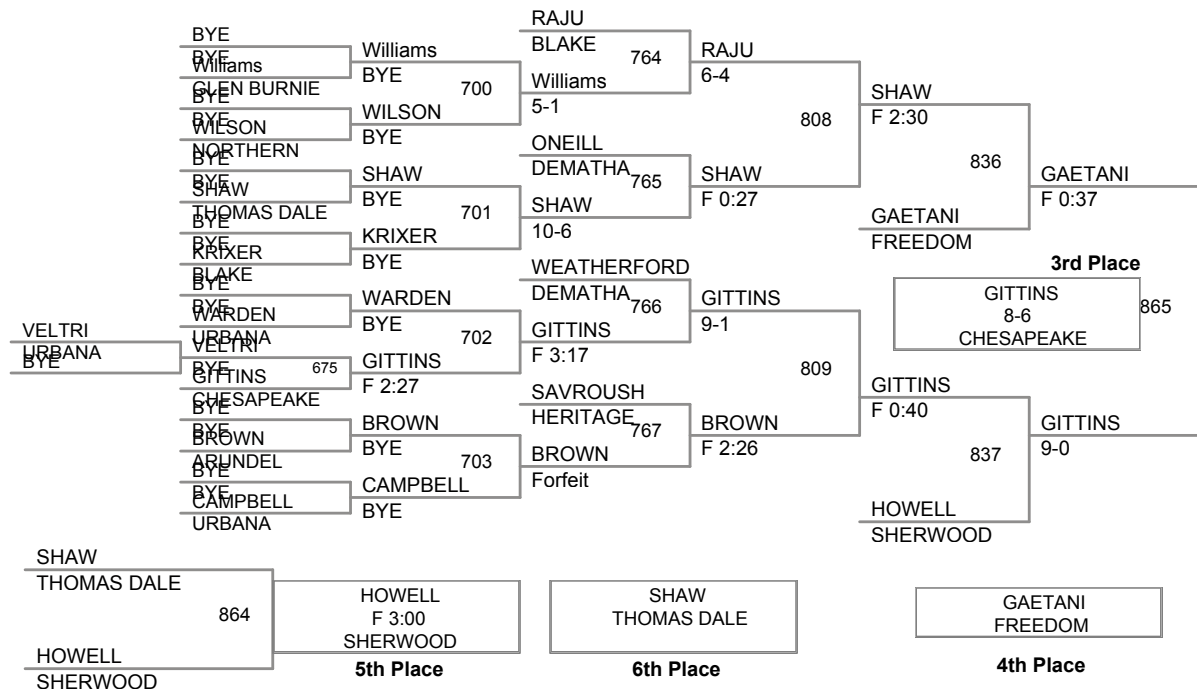 VELTRI
URBANA
BYE
BYE
BYE
Williams
GLEN BURNIE
BYE
BYE
WILSON
NORTHERN
BYE
BYE
SHAW
THOMAS DALE
BYE
BYE
KRIXER
BLAKE
BYE
BYE
WARDEN
URBANA
VELTRI
BYE
675
GITTINS
CHESAPEAKE
BYE
BYE
BROWN
ARUNDEL
BYE
BYE
CAMPBELL
URBANA
Williams
BYE
700
WILSON
BYE
SHAW
BYE
701
KRIXER
BYE
WARDEN
BYE
702
GITTINS
F 2:27
BROWN
BYE
703
CAMPBELL
BYE
RAJU
BLAKE
764
Williams
5-1
ONEILL
DEMATHA
765
SHAW
10-6
WEATHERFORD
DEMATHA
766
GITTINS
F 3:17
SAVROUSH
HERITAGE
767
BROWN
Forfeit
RAJU
6-4
808
SHAW
F 0:27
GITTINS
9-1
809
BROWN
F 2:26
SHAW
F 2:30
836
GAETANI
FREEDOM
GITTINS
F 0:40
837
HOWELL
SHERWOOD
GAETANI
F 0:37
3rd Place
GITTINS
8-6
CHESAPEAKE
865
GITTINS
9-0
SHAW
THOMAS DALE
864
HOWELL
SHERWOOD
HOWELL
F 3:00
SHERWOOD
5th Place
SHAW
THOMAS DALE
6th Place
GAETANI
FREEDOM
4th Place